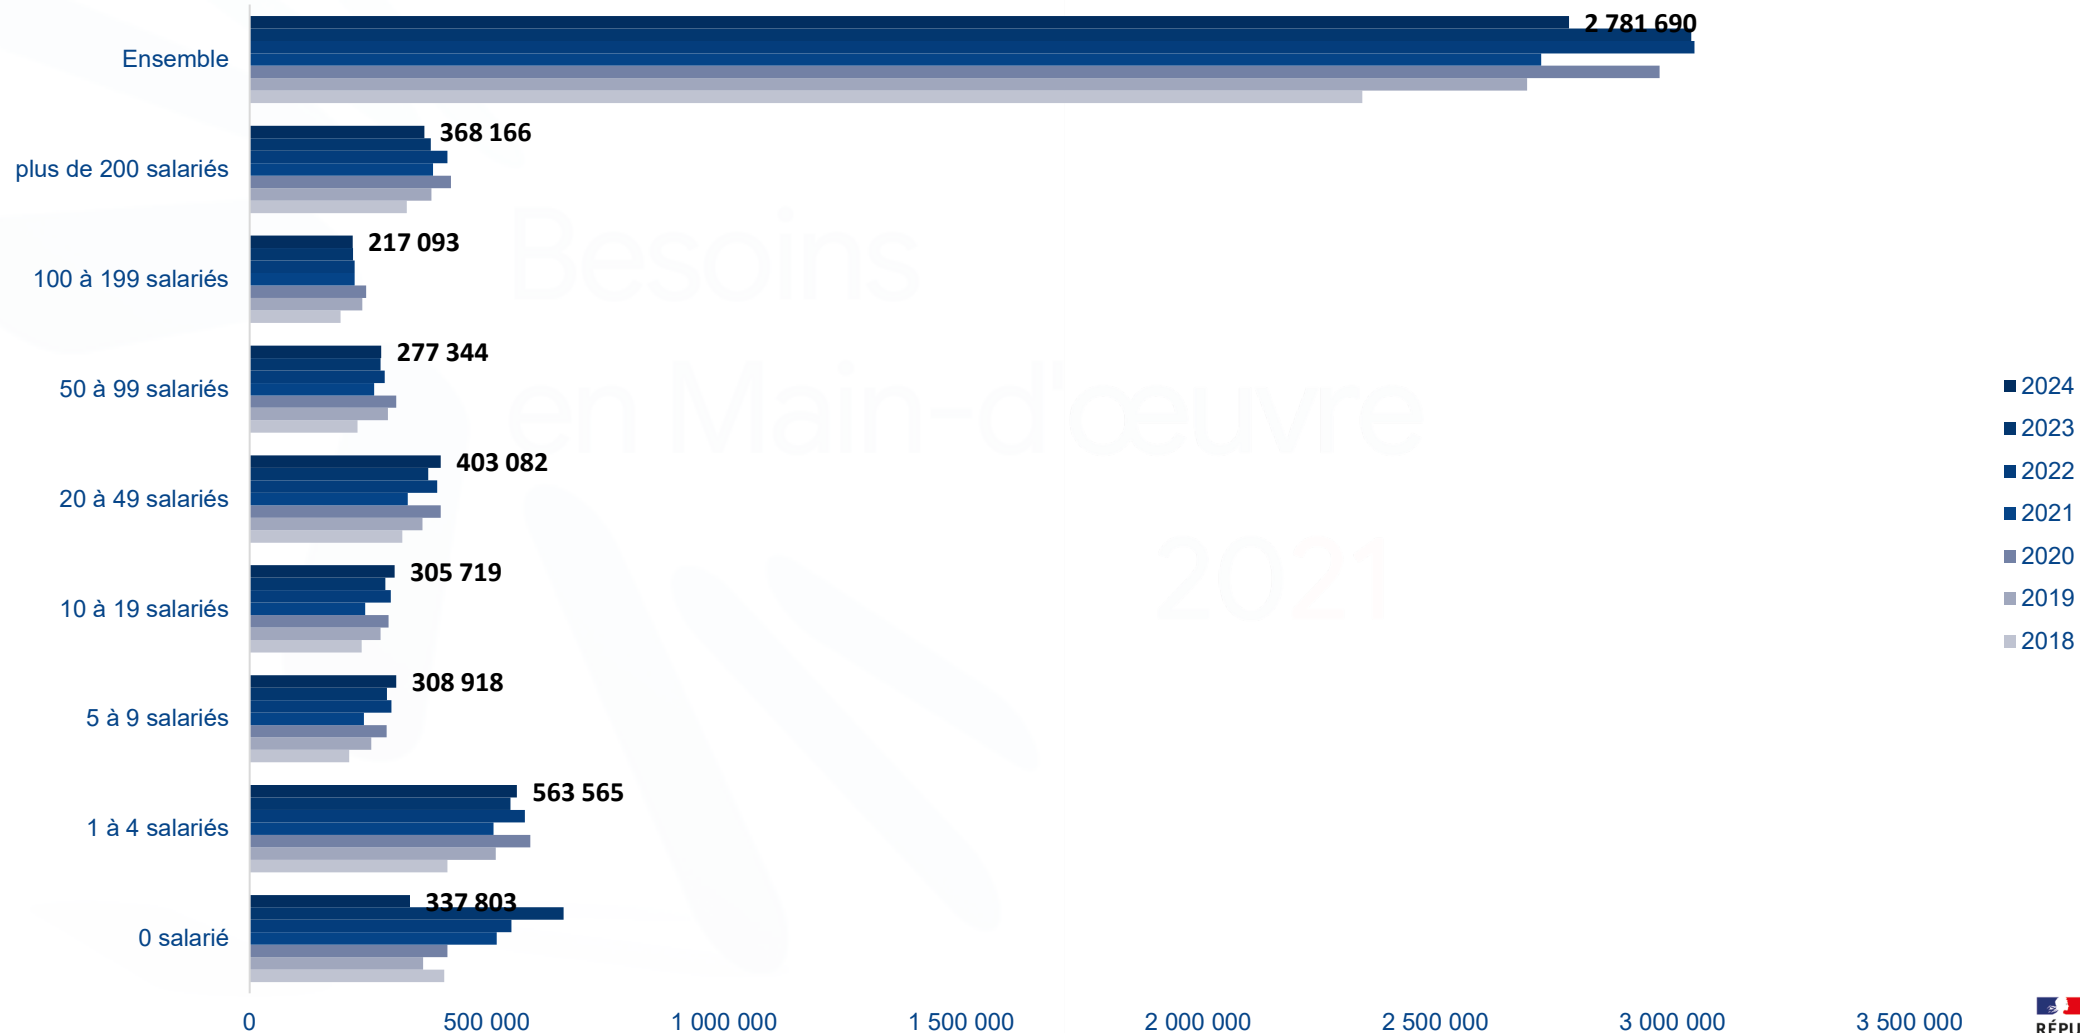 Ensemble
2 781 690
plus de 200 salariés
368 166
100 à 199 salariés
217 093
50 à 99 salariés
277 344
20 à 49 salariés
403 082
10 à 19 salariés
305 719
5 à 9 salariés
308 918
1 à 4 salariés
563 565
0 salarié
337 803
0
500 000
1 000 000
1 500 000
2 000 000
2 500 000
3 000 000
3 500 000
2024
2023
2022
2021
2020
2019
2018
Besoins
en Main-d'œuvre
2021
RÉPU